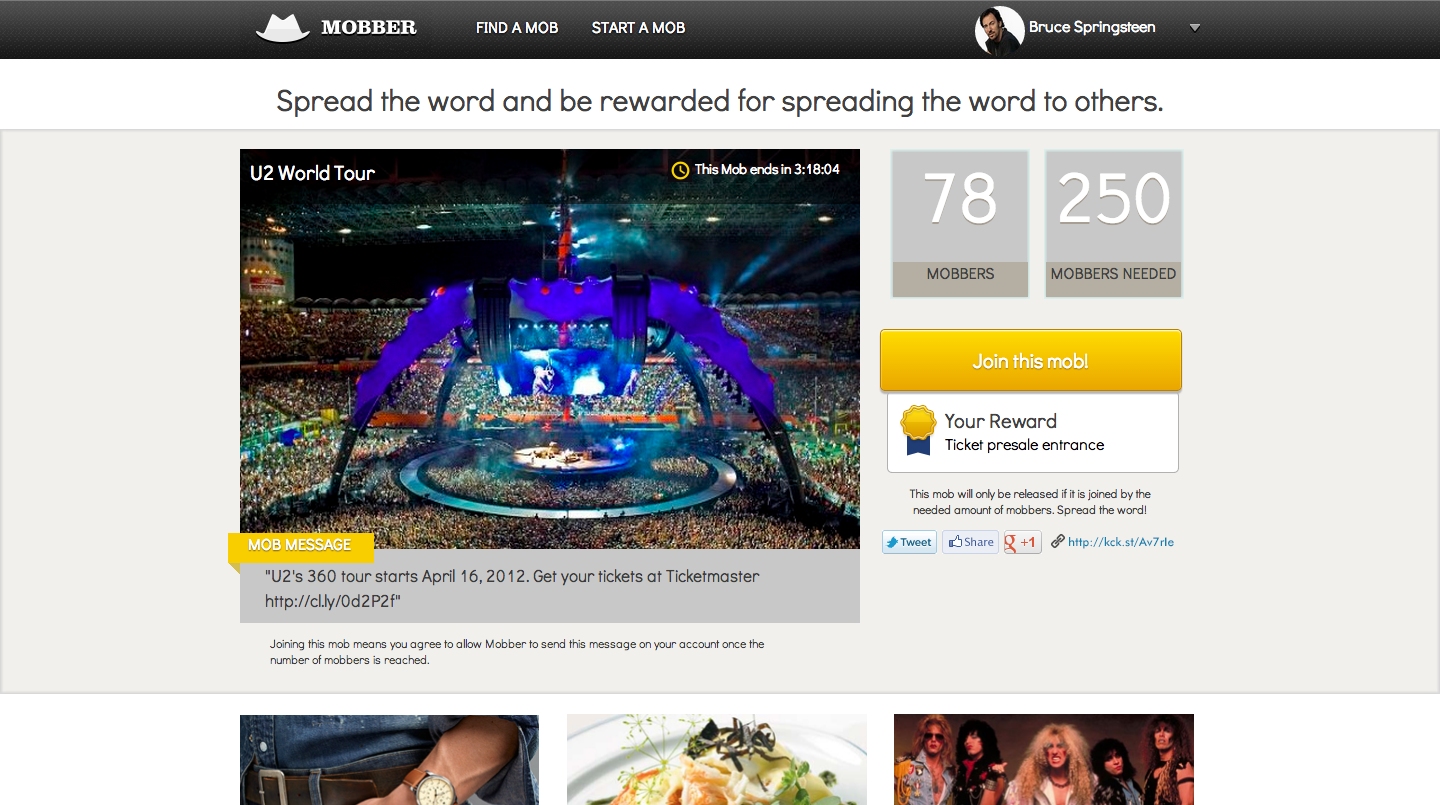 MOBBER
FIND A MOB
START A MOB
Bruce Springsteen
Spread the word and be rewarded for spreading the word to others.
U2 World Tour
This Mob ends in 3:18:04
78
MOBBERS
250
MOBBERS NEEDED
Join this mob!
Your Reward
Ticket presale entrance
This mob will only be released if it is joined by the
needed amount of mobbers. Spread the word!
Tweet
Share
g +1
http://kck.st/Av7rIe
MOB MESSAGE
"U2's 360 tour starts April 16, 2012. Get your tickets at Ticketmaster
http://cl.ly/0d2P2f"
Joining this mob means you agree to allow Mobber to send this message on your account once the
number of mobbers is reached.